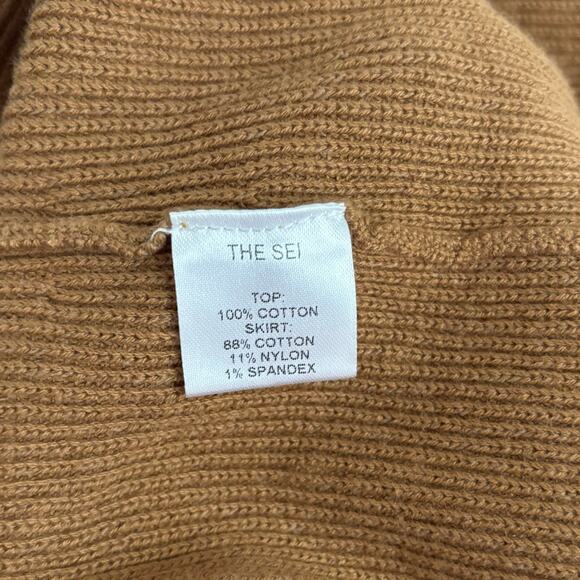 THE SEI
TOP:
100% COTTON
SKIRT:
88% COTTON
11% NYLON
1% SPANDEX